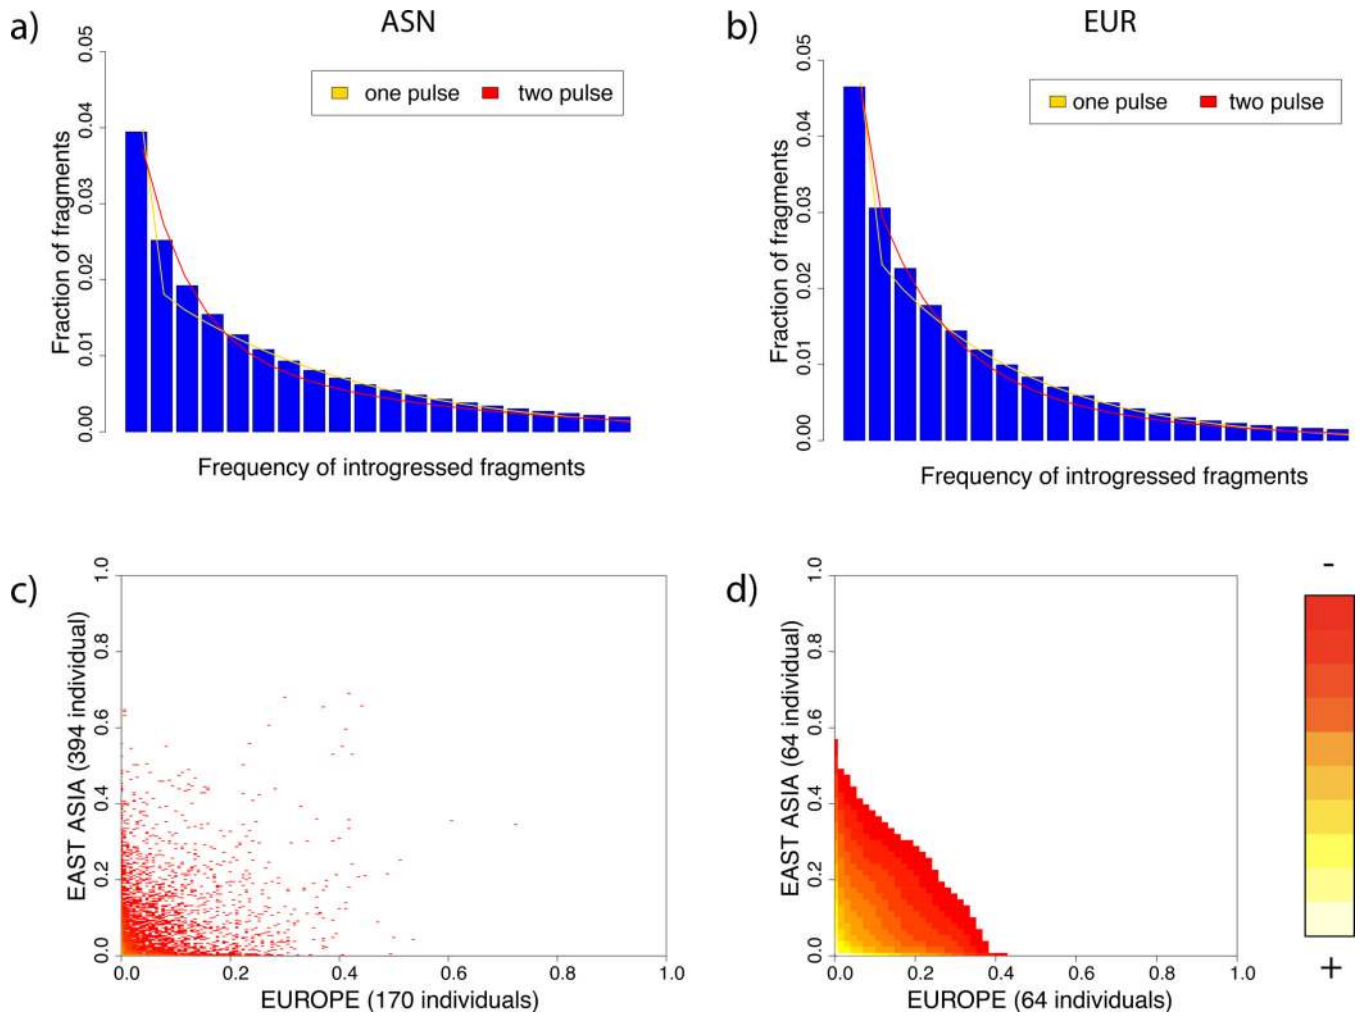 a)
ASN
Fraction of fragments
0.00 0.01 0.02 0.03 0.04 0.05
one pulse
two pulse
Frequency of introgressed fragments
b)
EUR
Fraction of fragments
0.00 0.01 0.02 0.03 0.04 0.05
one pulse
two pulse
Frequency of introgressed fragments
c)
EAST ASIA (394 individual)
0.0 0.2 0.4 0.6 0.8 1.0
0.0 0.2 0.4 0.6 0.8 1.0
EUROPE (170 individuals)
d)
EAST ASIA (64 individual)
0.0 0.2 0.4 0.6 0.8 1.0
0.0 0.2 0.4 0.6 0.8 1.0
EUROPE (64 individuals)
-
+